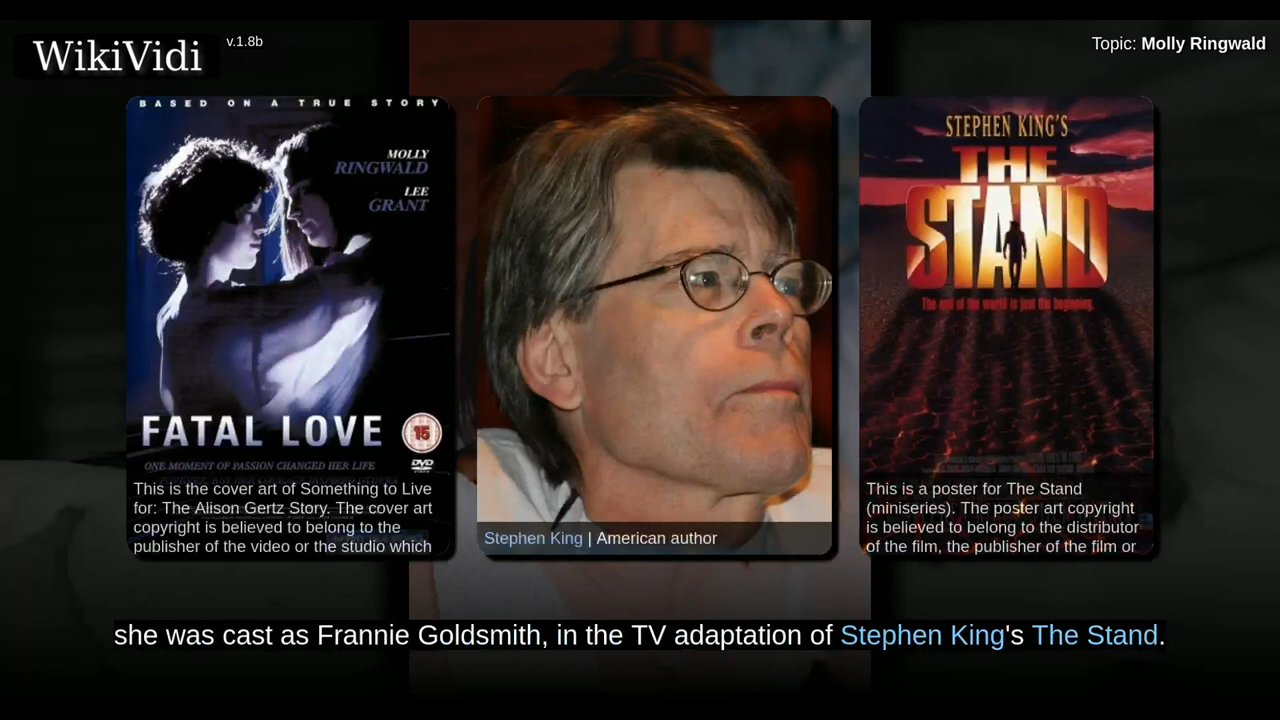 WikiVidi
v.1.8b
Topic: Molly Ringwald
BASED ON A TRUE STORY
MOLLY
RINGWALD
LEE
GRANT
FATAL LOVE
15
DVD
ONE MOMENT OF PASSION CHANGED HER LIFE
This is the cover art of Something to Live
for: The Alison Gertz Story. The cover art
copyright is believed to belong to the
publisher of the video or the studio which
Stephen King | American author
STEPHEN KING'S
THE
STAND
The end of the world is just the beginning.
This is a poster for The Stand
(miniseries). The poster art copyright
is believed to belong to the distributor
of the film, the publisher of the film or
she was cast as Frannie Goldsmith, in the TV adaptation of Stephen King's The Stand.